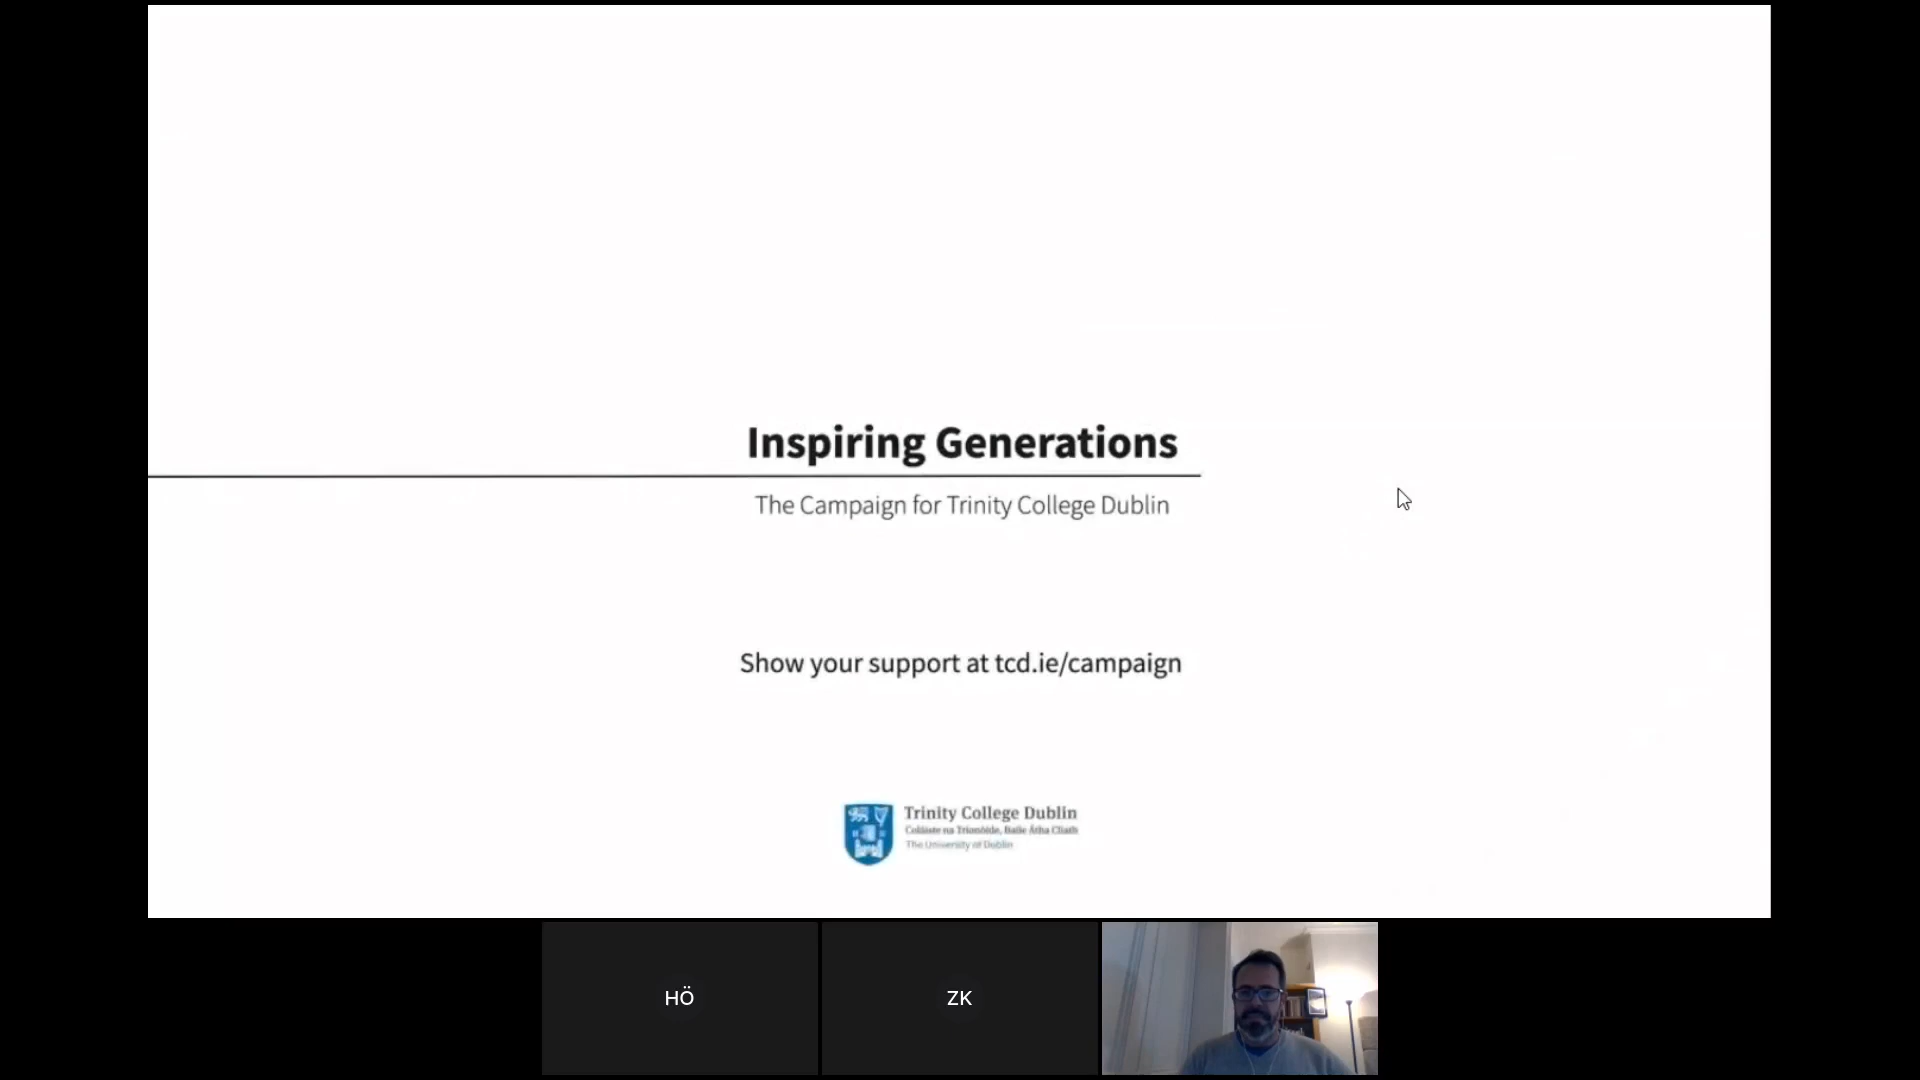 Inspiring Generations
The Campaign for Trinity College Dublin
Show your support at tcd.ie/campaign
Trinity College Dublin
Coláiste na Tríonóide, Baile Átha Cliath
The University of Dublin
HÖ
ZK